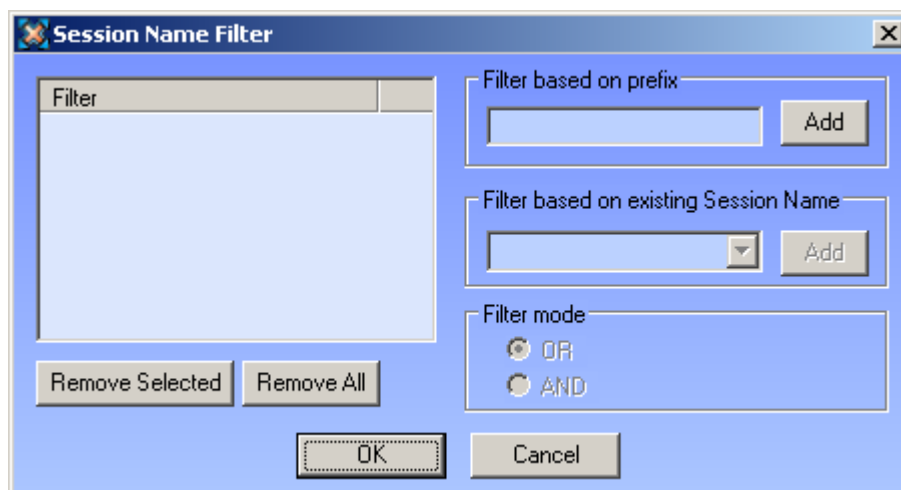 Session Name Filter
Filter
Filter based on prefix
Add
Filter based on existing Session Name
Add
Filter mode
OR
AND
Remove Selected
Remove All
OK
Cancel